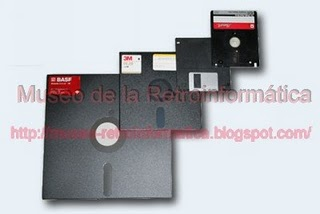 BASF
3M
Museo de la Retroinformática
http://museo-retroinformatica.blogspot.com/